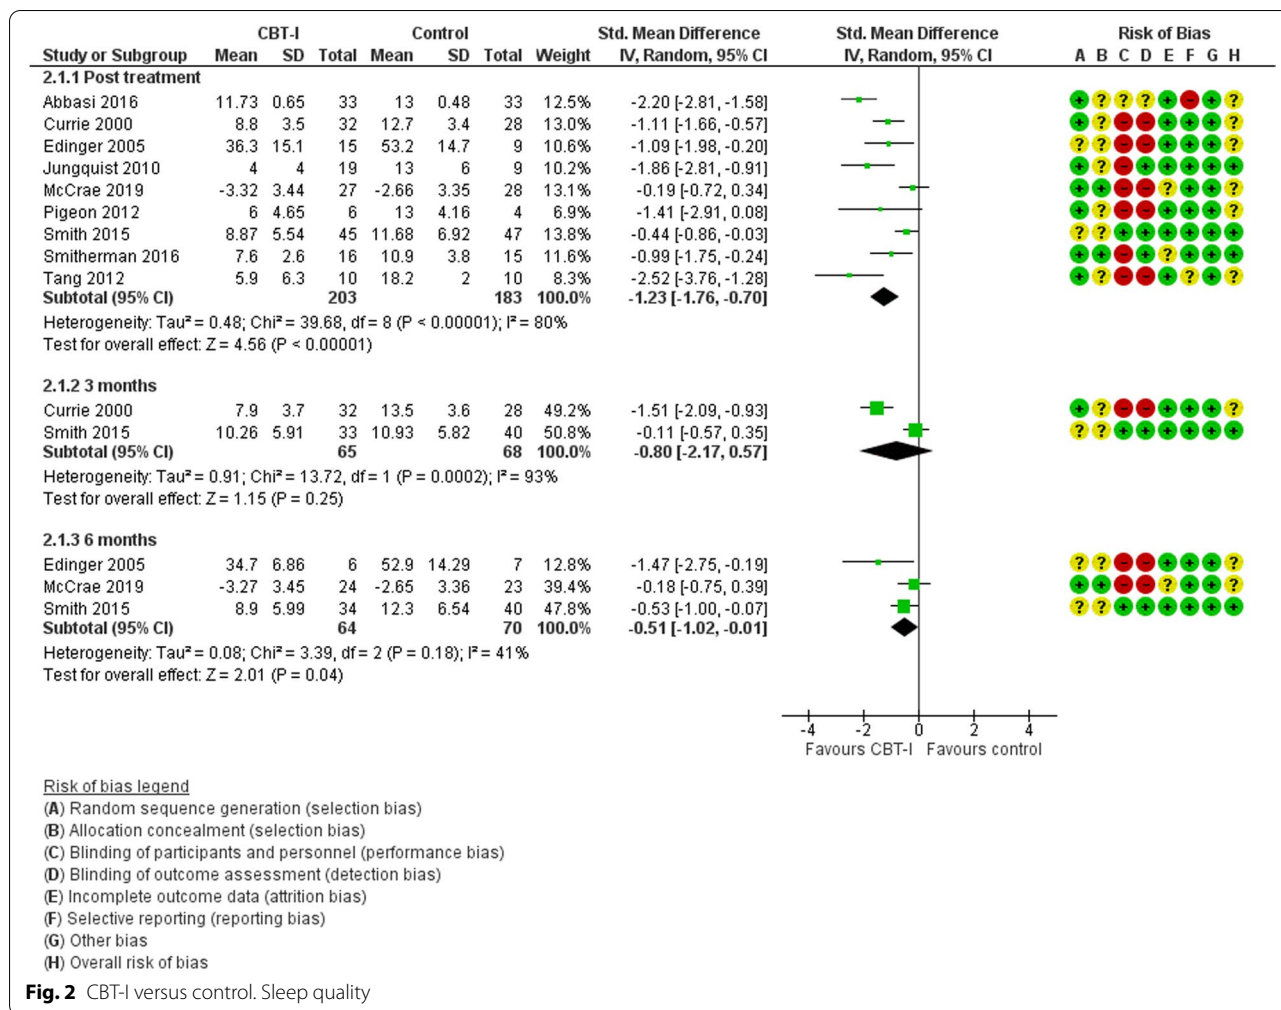 CBT-I Control Std. Mean Difference Std. Mean Difference Risk of Bias
Study or Subgroup Mean SD Total Mean SD Total Weight IV, Random, 95% CI IV, Random, 95% CI A B C D E F G H
2.1.1 Post treatment
Abbasi 2016 11.73 0.65 33 13 0.48 33 12.5% -2.20 [-2.81, -1.58] + ? ? ? + - + ?
Currie 2000 8.8 3.5 32 12.7 3.4 28 13.0% -1.11 [-1.66, -0.57] + ? - - + + + ?
Edinger 2005 36.3 15.1 15 53.2 14.7 9 10.6% -1.09 [-1.98, -0.20] ? ? - - + + + ?
Jungquist 2010 4 4 19 13 6 9 10.2% -1.86 [-2.81, -0.91] + ? - + + + + +
McCrae 2019 -3.32 3.44 27 -2.66 3.35 28 13.1% -0.19 [-0.72, 0.34] + + - - ? + + ?
Pigeon 2012 6 4.65 6 13 4.16 4 6.9% -1.41 [-2.91, 0.08] + ? - - + + + ?
Smith 2015 8.87 5.54 45 11.68 6.92 47 13.8% -0.44 [-0.86, -0.03] ? ? + + + + + +
Smitherman 2016 7.6 2.6 16 10.9 3.8 15 11.6% -0.99 [-1.75, -0.24] + + - + ? + + +
Tang 2012 5.9 6.3 10 18.2 2 10 8.3% -2.52 [-3.76, -1.28] + ? - - + ? + ?
Subtotal (95% CI) 203 183 100.0% -1.23 [-1.76, -0.70]
Heterogeneity: Tau² = 0.48; Chi² = 39.68, df = 8 (P < 0.00001); I² = 80%
Test for overall effect: Z = 4.56 (P < 0.00001)
2.1.2 3 months
Currie 2000 7.9 3.7 32 13.5 3.6 28 49.2% -1.51 [-2.09, -0.93] + ? - - + + + ?
Smith 2015 10.26 5.91 33 10.93 5.82 40 50.8% -0.11 [-0.57, 0.35] ? ? + + + + + +
Subtotal (95% CI) 65 68 100.0% -0.80 [-2.17, 0.57]
Heterogeneity: Tau² = 0.91; Chi² = 13.72, df = 1 (P = 0.0002); I² = 93%
Test for overall effect: Z = 1.15 (P = 0.25)
2.1.3 6 months
Edinger 2005 34.7 6.86 6 52.9 14.29 7 12.8% -1.47 [-2.75, -0.19] ? ? - - + + + ?
McCrae 2019 -3.27 3.45 24 -2.65 3.36 23 39.4% -0.18 [-0.75, 0.39] + + - - ? + + ?
Smith 2015 8.9 5.99 34 12.3 6.54 40 47.8% -0.53 [-1.00, -0.07] ? ? + + + + + +
Subtotal (95% CI) 64 70 100.0% -0.51 [-1.02, -0.01]
Heterogeneity: Tau² = 0.08; Chi² = 3.39, df = 2 (P = 0.18); I² = 41%
Test for overall effect: Z = 2.01 (P = 0.04)
-4 -2 0 2 4
Favours CBT-I Favours control
Risk of bias legend
(A) Random sequence generation (selection bias)
(B) Allocation concealment (selection bias)
(C) Blinding of participants and personnel (performance bias)
(D) Blinding of outcome assessment (detection bias)
(E) Incomplete outcome data (attrition bias)
(F) Selective reporting (reporting bias)
(G) Other bias
(H) Overall risk of bias
Fig. 2 CBT-I versus control. Sleep quality